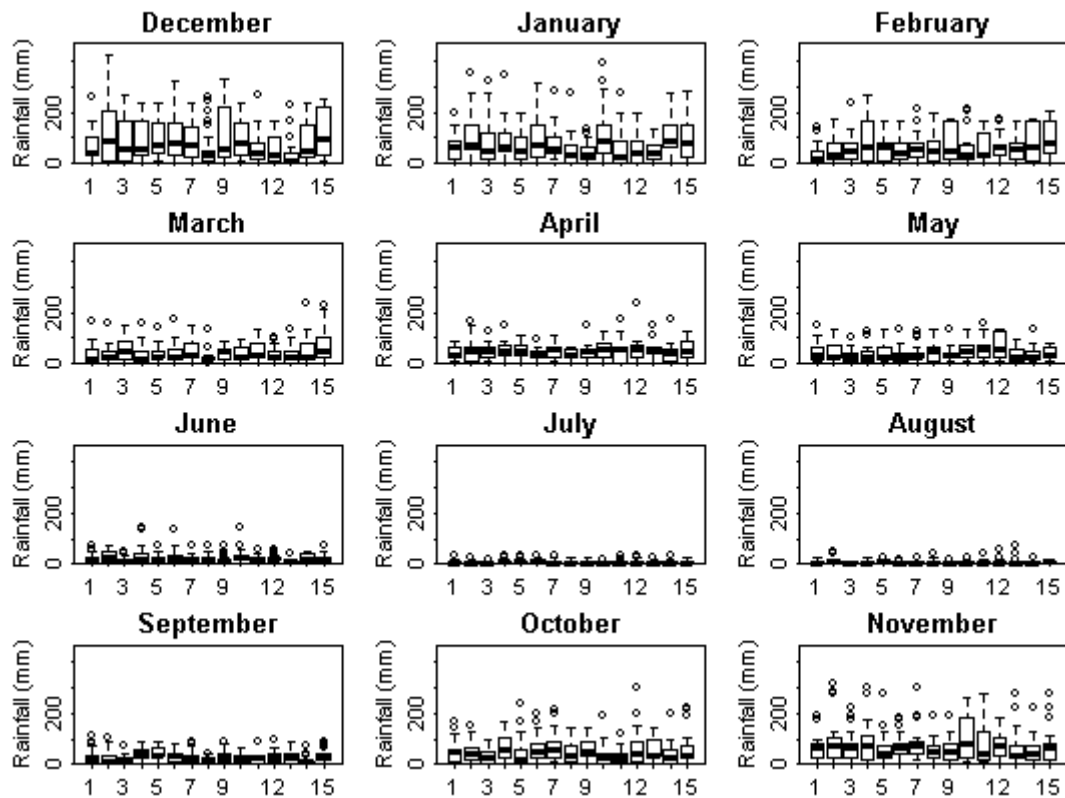 December January February
Rainfall (mm) 0 200 Rainfall (mm) 0 200 Rainfall (mm) 0 200
1 3 5 7 9 12 15 1 3 5 7 9 12 15 1 3 5 7 9 12 15
March April May
Rainfall (mm) 0 200 Rainfall (mm) 0 200 Rainfall (mm) 0 200
1 3 5 7 9 12 15 1 3 5 7 9 12 15 1 3 5 7 9 12 15
June July August
Rainfall (mm) 0 200 Rainfall (mm) 0 200 Rainfall (mm) 0 200
1 3 5 7 9 12 15 1 3 5 7 9 12 15 1 3 5 7 9 12 15
September October November
Rainfall (mm) 0 200 Rainfall (mm) 0 200 Rainfall (mm) 0 200
1 3 5 7 9 12 15 1 3 5 7 9 12 15 1 3 5 7 9 12 15